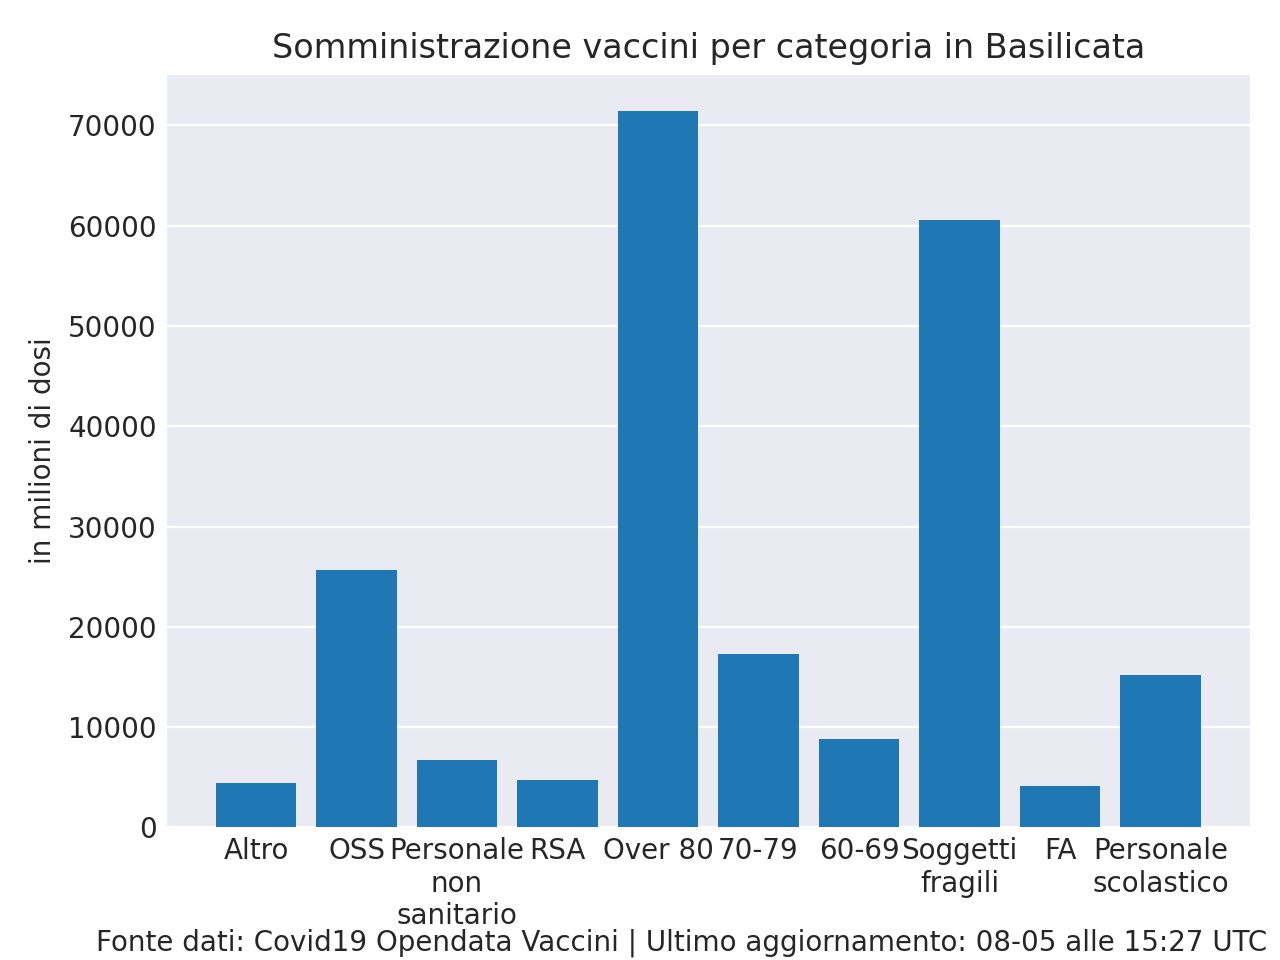 Somministrazione vaccini per categoria in Basilicata
in milioni di dosi
70000
60000
50000
40000
30000
20000
10000
0
Altro OSS Personale RSA Over 80 70-79 60-69 Soggetti FA Personale
non fragili scolastico
sanitario
Fonte dati: Covid19 Opendata Vaccini | Ultimo aggiornamento: 08-05 alle 15:27 UTC